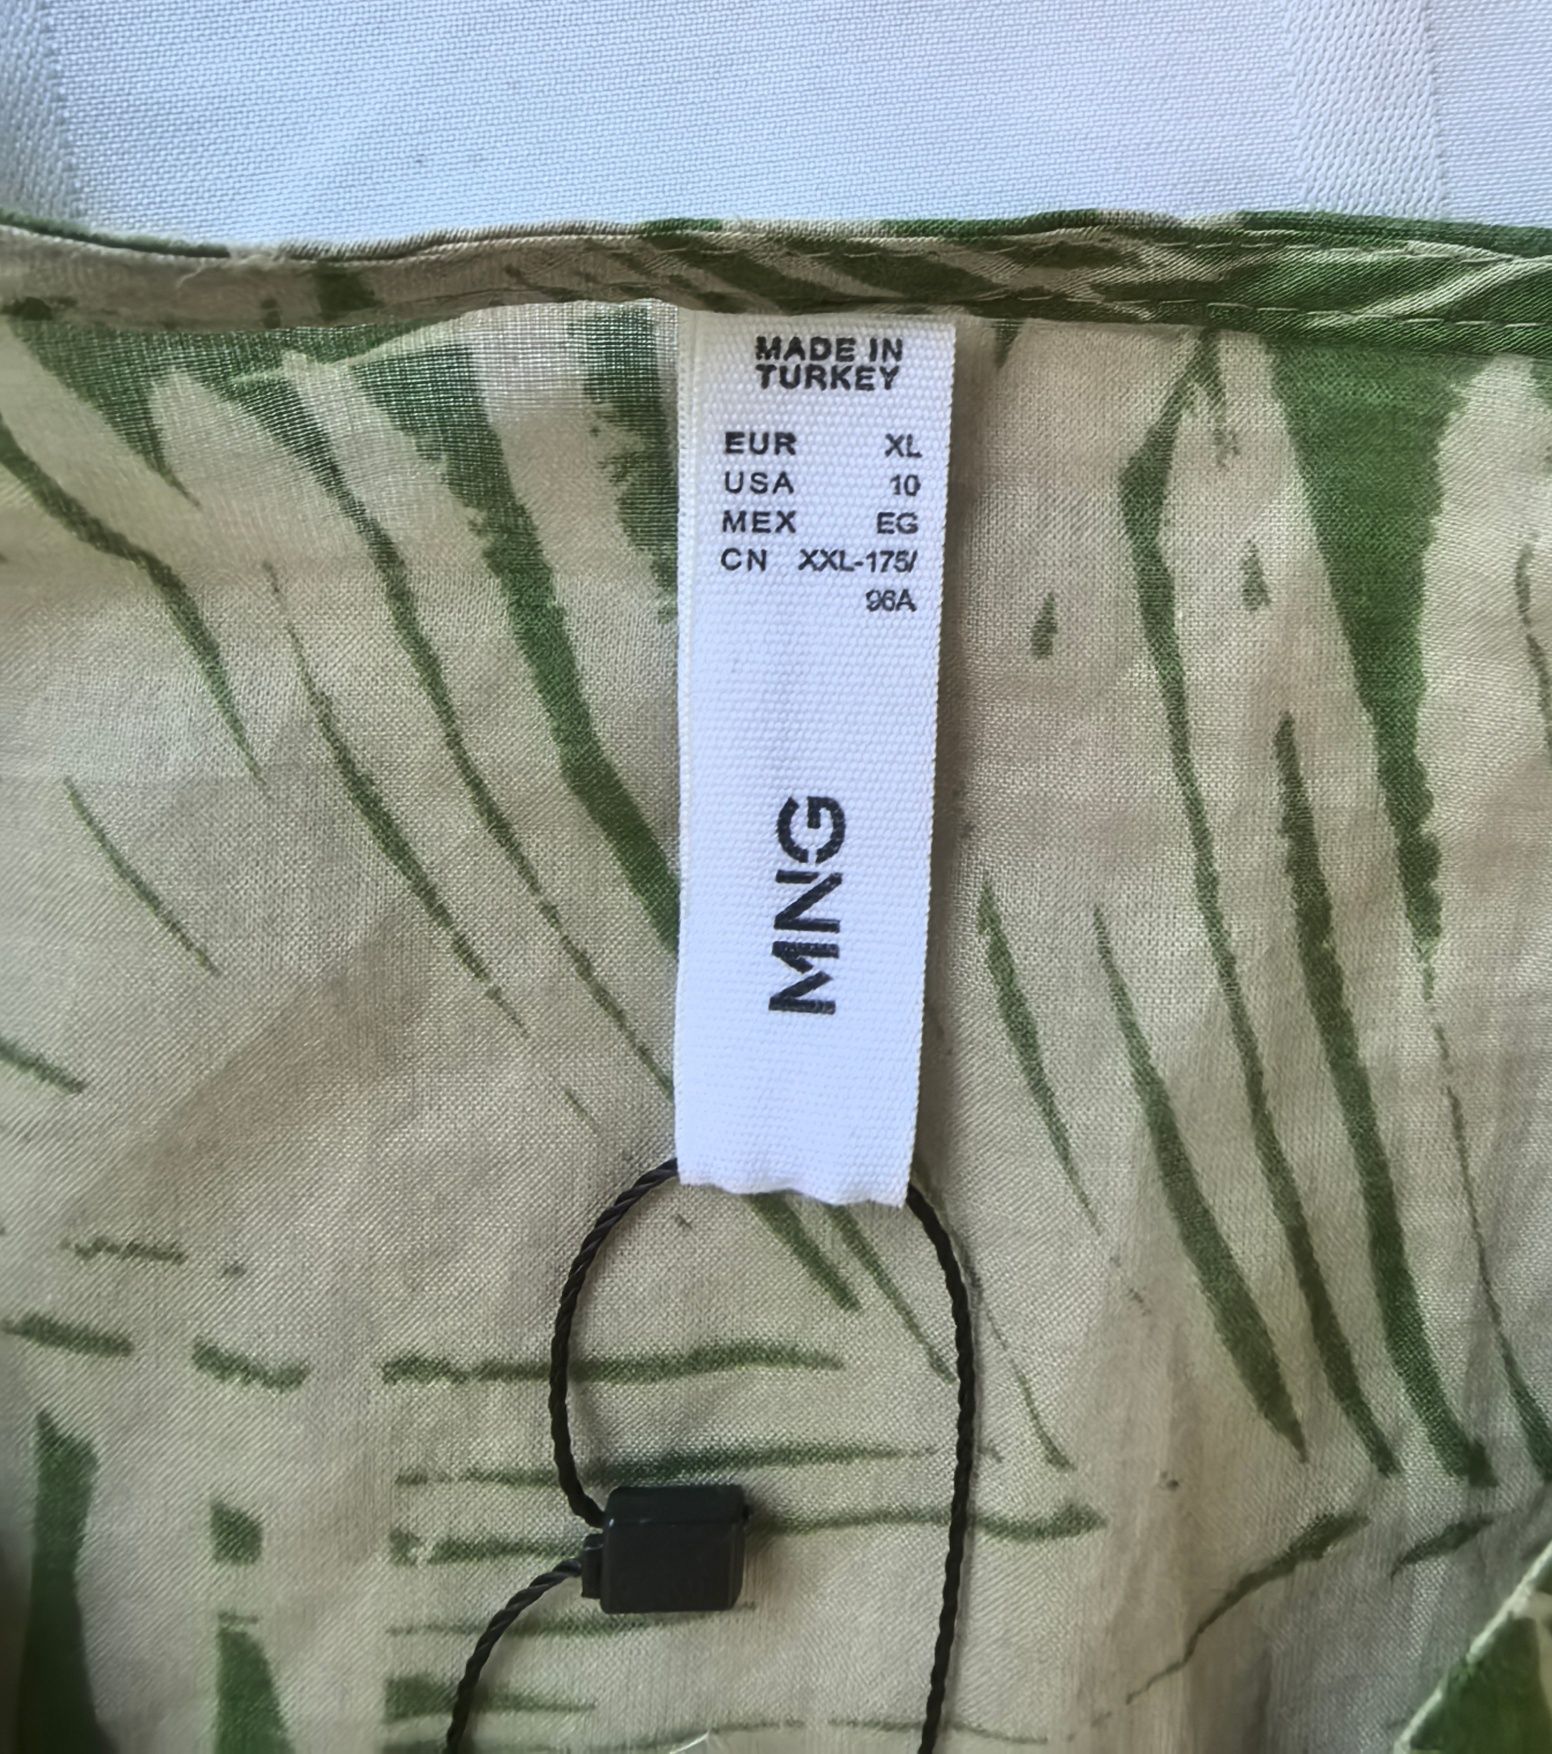 MADE IN
TURKEY
EUR XL
USA 10
MEX EG
CN XXL-175/
96A
MNG